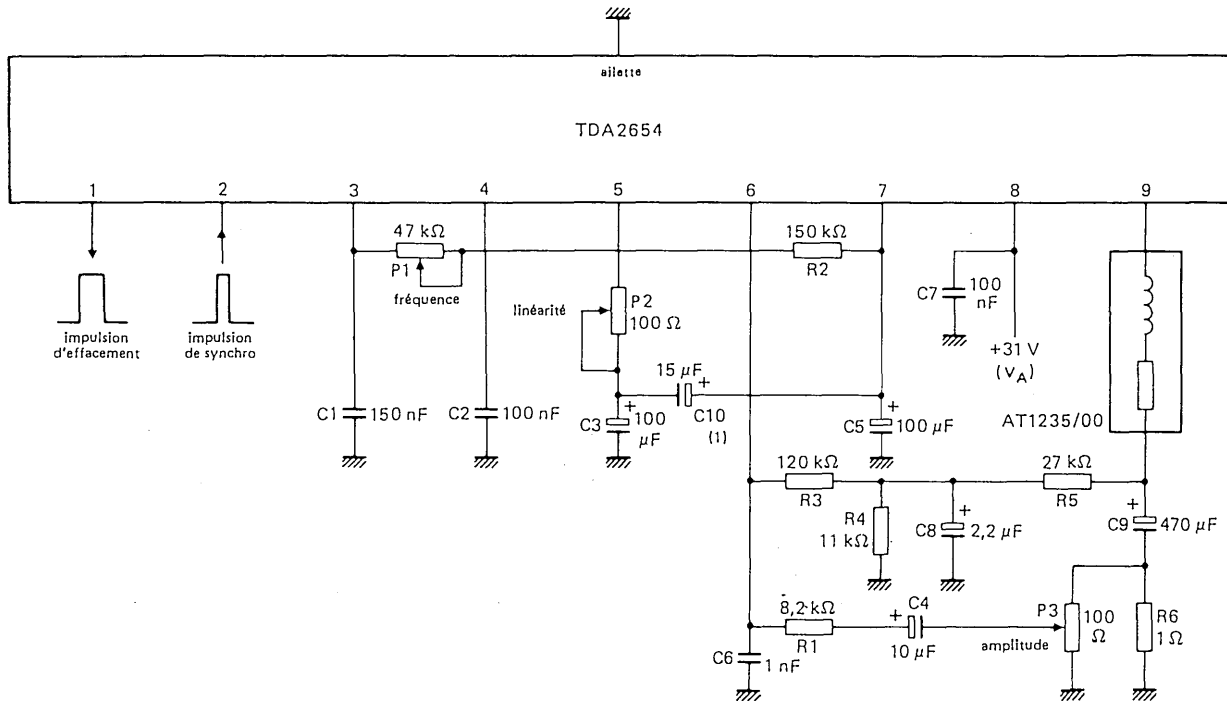 ailette
TDA2654
1 2 3 4 5 6 7 8 9
impulsion
d'effacement
impulsion
de synchro
47 kΩ
P1
fréquence
150 kΩ
R2
linéarité
P2
100 Ω
C7
100
nF
+31 V
(VA)
AT1235/00
C1
150 nF
C2
100 nF
15 µF
+
C10
(1)
+
C3
100
µF
+
C5
100 µF
120 kΩ
R3
27 kΩ
R5
R4
11 kΩ
+
C8
2,2 µF
+
C9
470 µF
8,2 kΩ
R1
+
C4
10 µF
amplitude
P3
100
Ω
R6
1 Ω
C6
1 nF